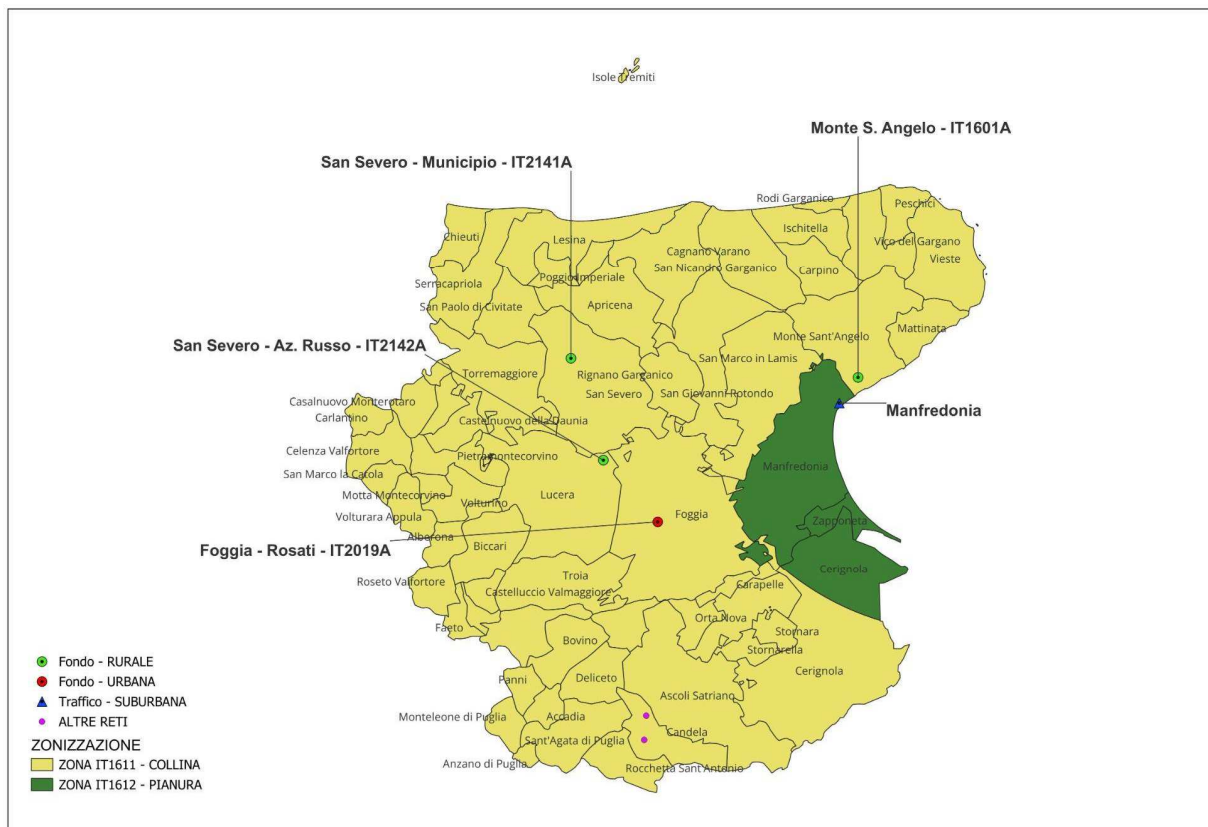 Isole Tremiti
Monte S. Angelo - IT1601A
San Severo - Municipio - IT2141A
Rodi Garganico
Peschici
Ischitella
Chieuti
Lesina
Vico del Gargano
Cagnano Varano
Vieste
San Nicandro Garganico
Carpino
Poggio Imperiale
Serracapriola
Apricena
San Paolo di Civitate
Mattinata
Monte Sant'Angelo
San Severo - Az. Russo - IT2142A
San Marco in Lamis
Torremaggiore
Rignano Garganico
San Severo
San Giovanni Rotondo
Casalnuovo Monterotaro
Manfredonia
Carlantino
Castelnuovo della Daunia
Celenza Valfortore
Pietramontecorvino
Manfredonia
San Marco la Catola
Motta Montecorvino
Lucera
Volturino
Foggia
Volturara Appula
Zapponeta
Alberona
Biccari
Foggia - Rosati - IT2019A
Cerignola
Troia
Roseto Valfortore
Carapelle
Castelluccio Valmaggiore
Orta Nova
Faeto
Stornara
Bovino
Stornarella
Cerignola
Panni
Deliceto
Ascoli Satriano
Monteleone di Puglia
Accadia
Candela
Sant'Agata di Puglia
Anzano di Puglia
Rocchetta Sant'Antonio
Fondo - RURALE
Fondo - URBANA
Traffico - SUBURBANA
ALTRE RETI
ZONIZZAZIONE
ZONA IT1611 - COLLINA
ZONA IT1612 - PIANURA